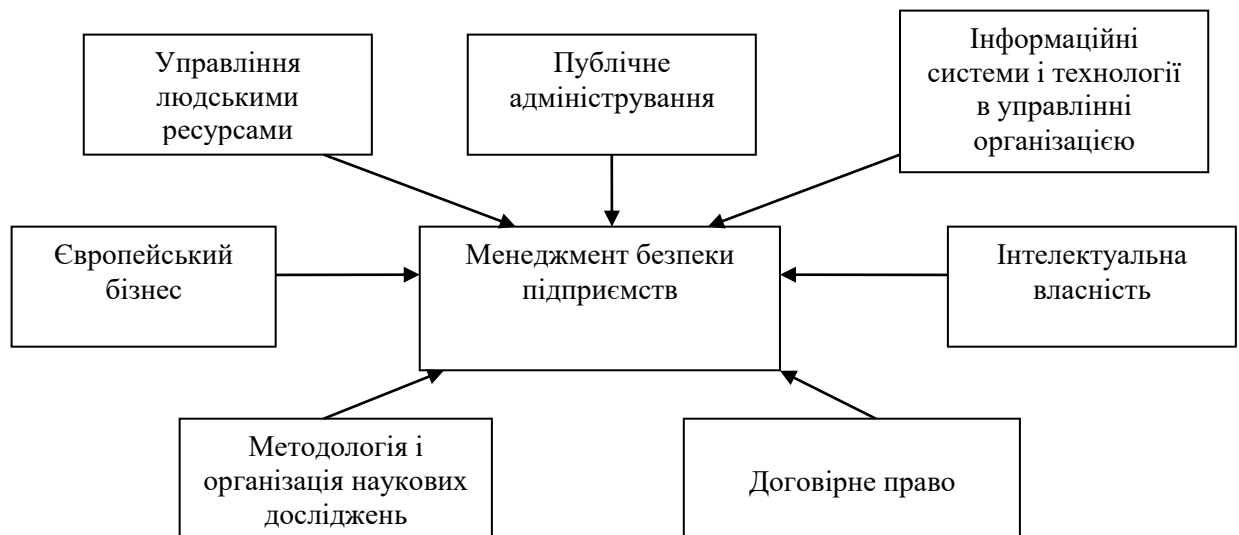 Управління
людськими
ресурсами
Публічне
адміністрування
Інформаційні
системи і технології
в управлінні
організацією
Європейський
бізнес
Менеджмент безпеки
підприємств
Інтелектуальна
власність
Методологія і
організація наукових
досліджень
Договірне право